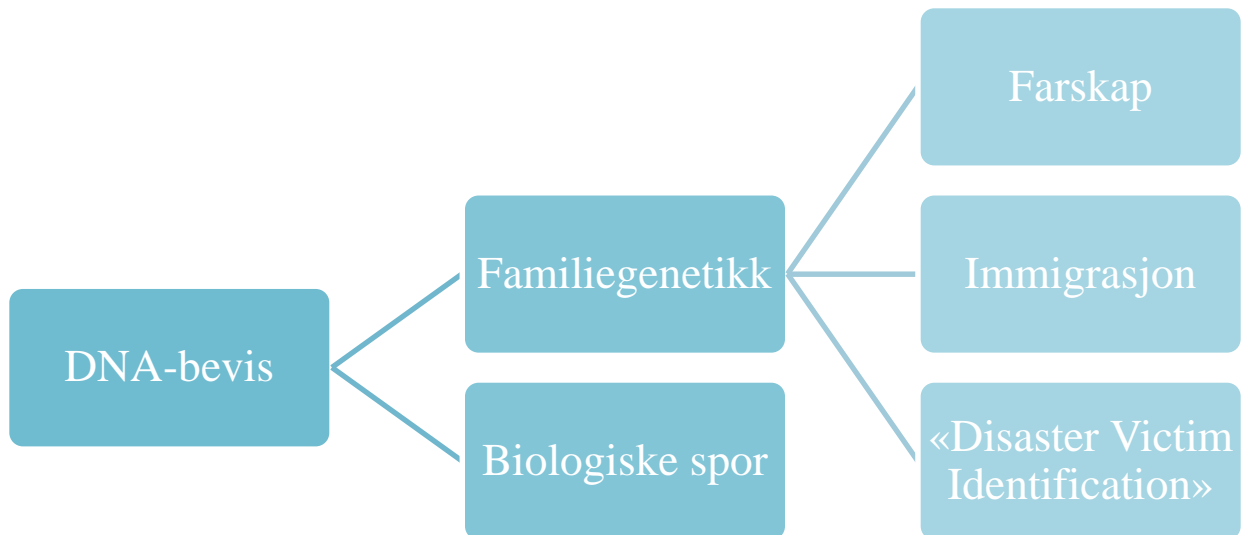 DNA-bevis
Familiegenetikk
Biologiske spor
Farskap
Immigrasjon
«Disaster Victim
Identification»